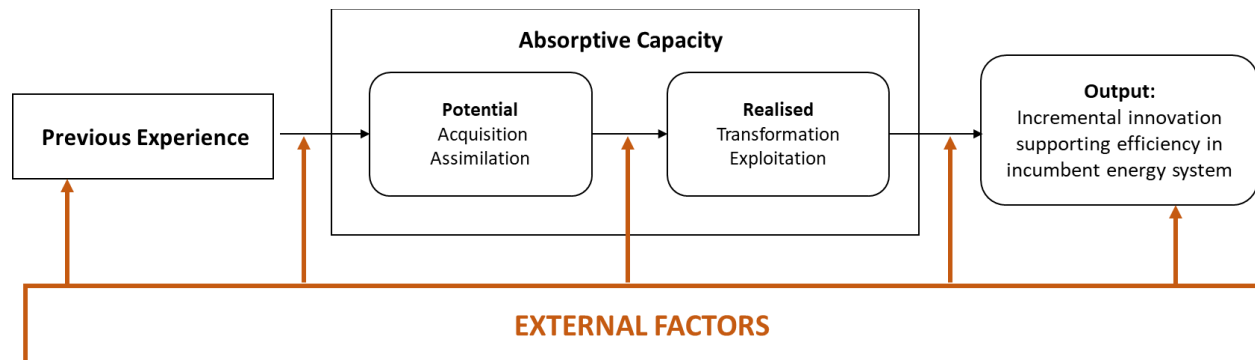 Absorptive Capacity
Previous Experience
Potential
Acquisition
Assimilation
Realised
Transformation
Exploitation
Output:
Incremental innovation
supporting efficiency in
incumbent energy system
EXTERNAL FACTORS